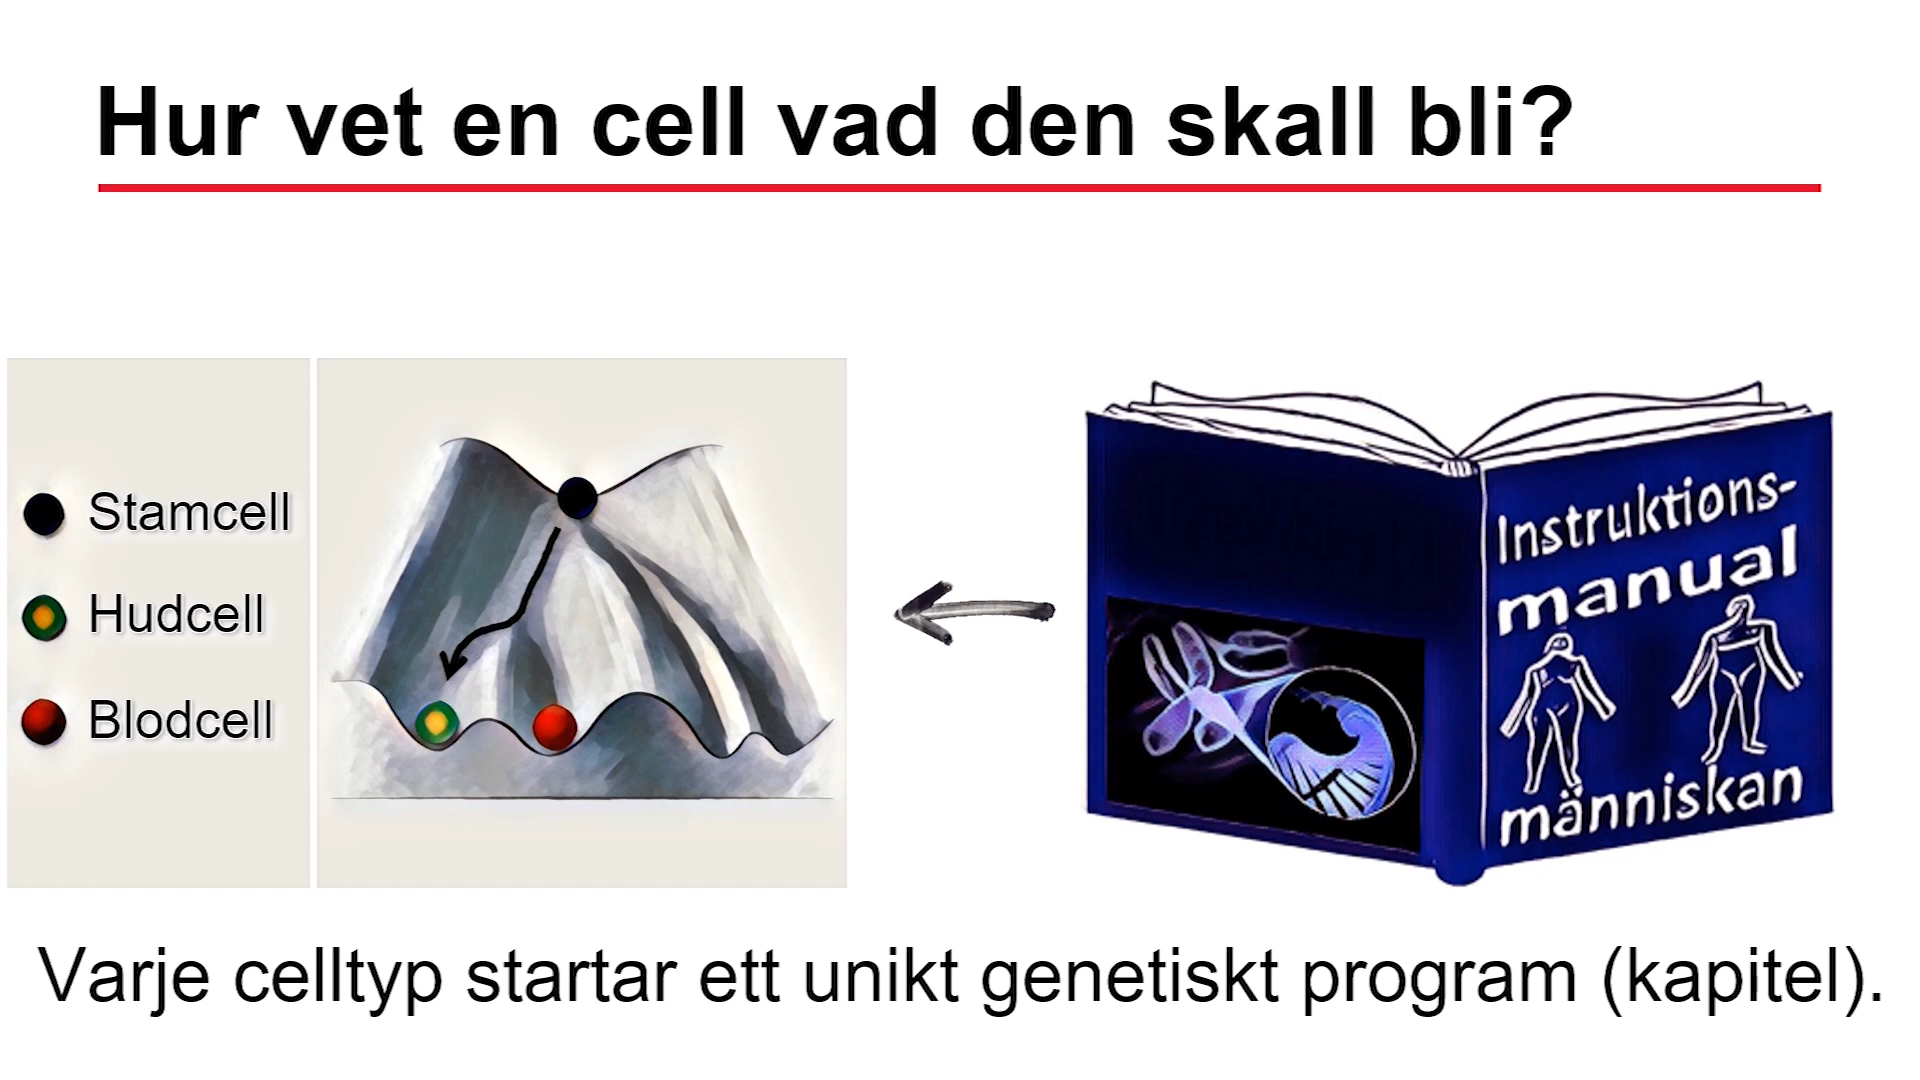 Hur vet en cell vad den skall bli?
Stamcell
Hudcell
Blodcell
Instruktions-
manual
människan
Varje celltyp startar ett unikt genetiskt program (kapitel).